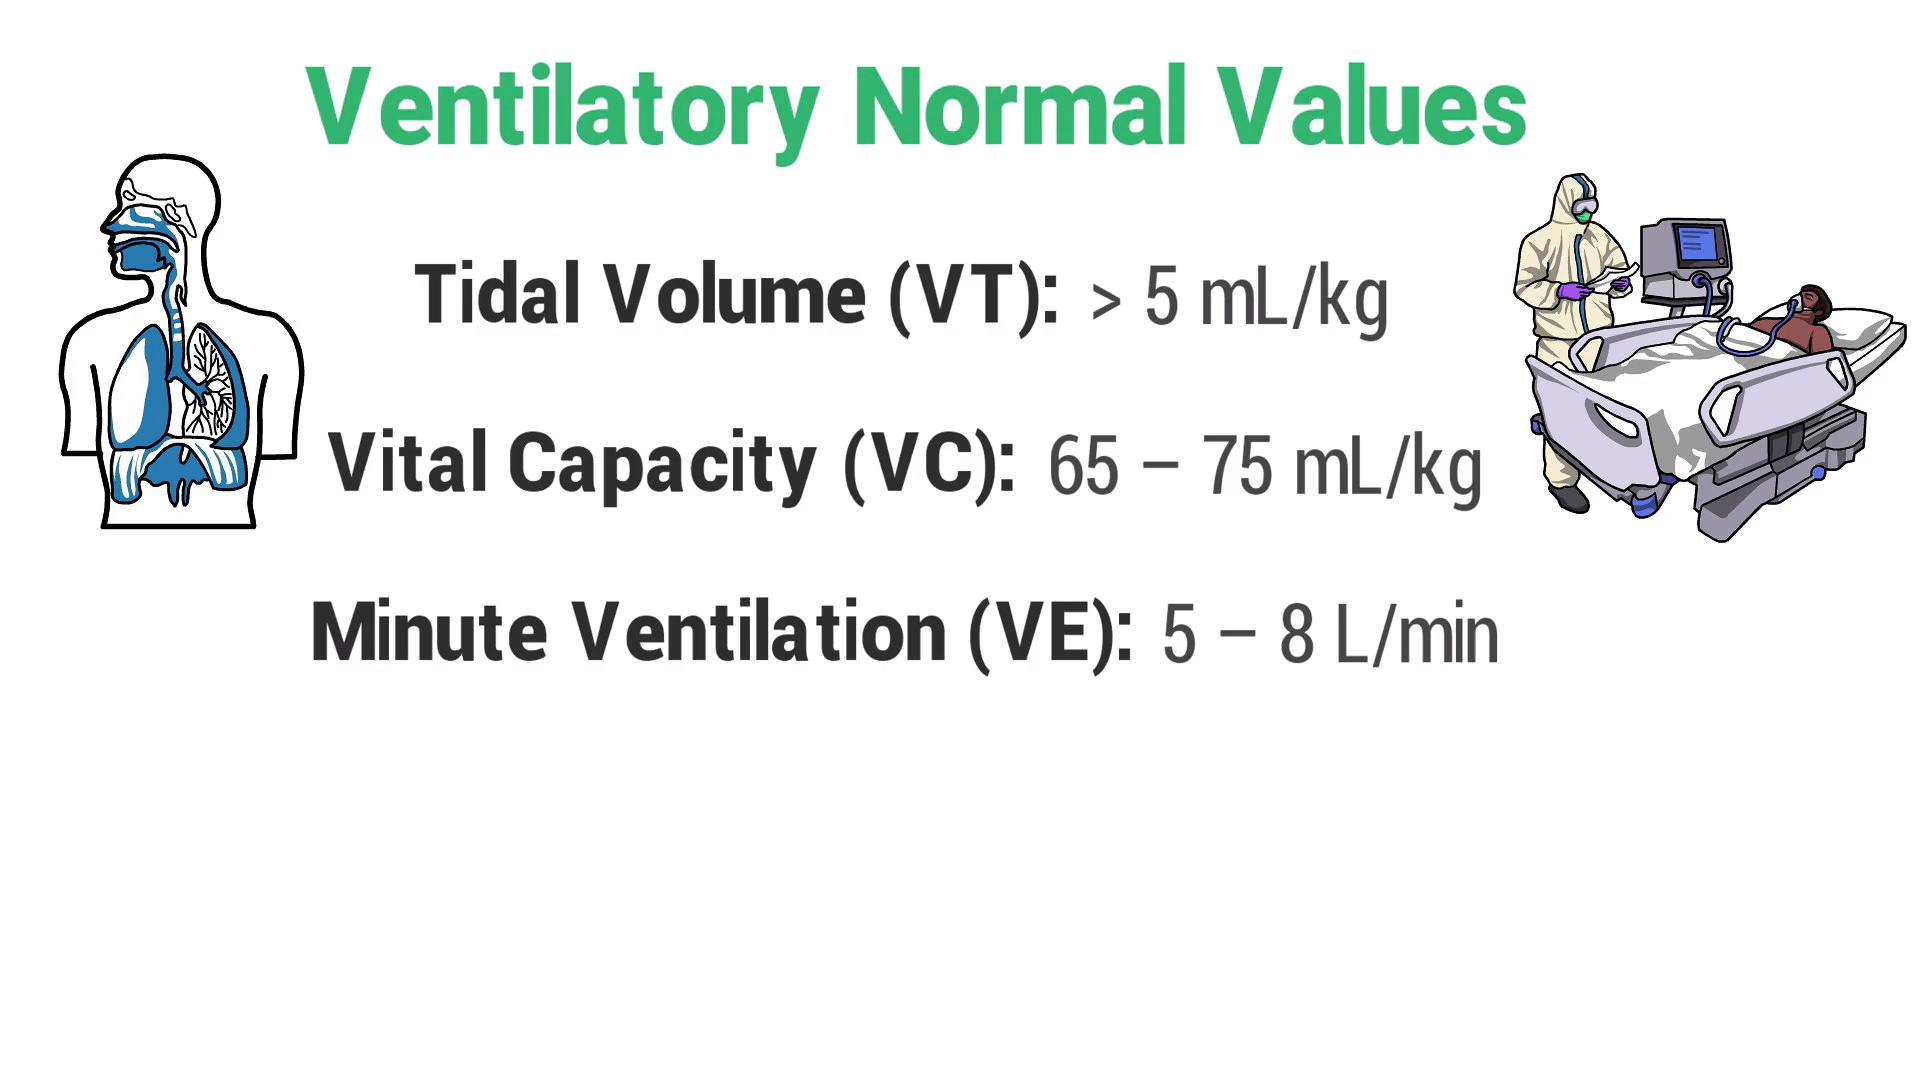 Ventilatory Normal Values
Tidal Volume (VT): > 5 mL/kg
Vital Capacity (VC): 65 – 75 mL/kg
Minute Ventilation (VE): 5 – 8 L/min